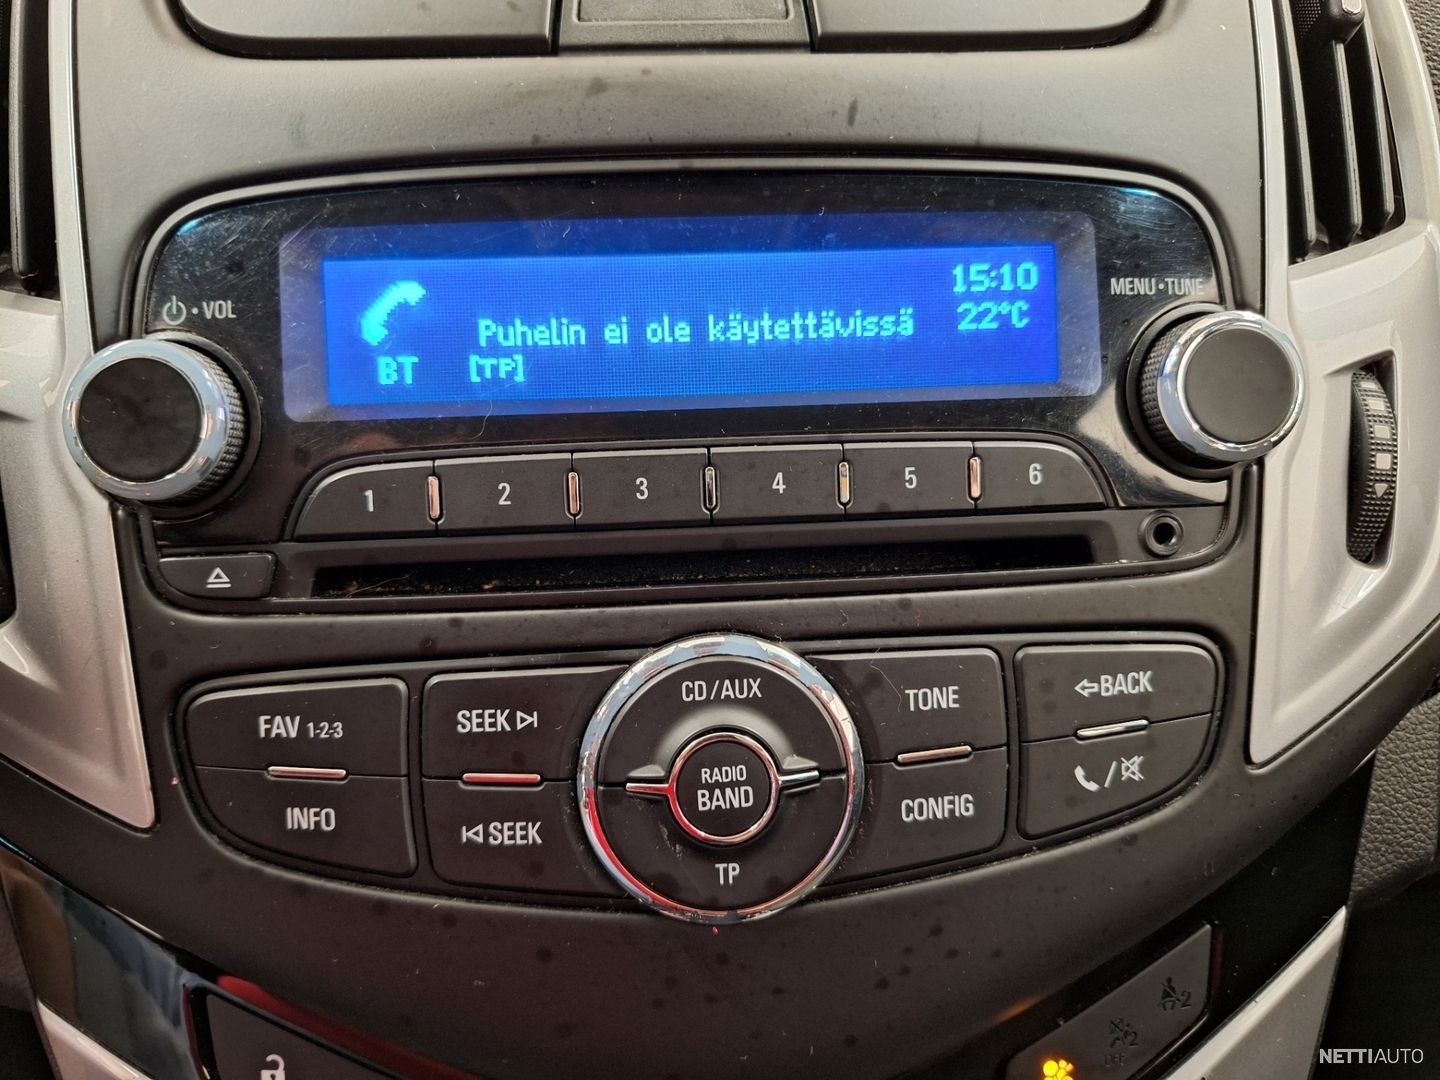 15:10
Puhelin ei ole käytettävissä 22°C
BT [TP]
VOL
MENU•TUNE
1 2 3 4 5 6
FAV 1-2-3
SEEK
CD/AUX
TONE
BACK
RADIO
BAND
INFO
SEEK
TP
CONFIG
NETTIAUTO